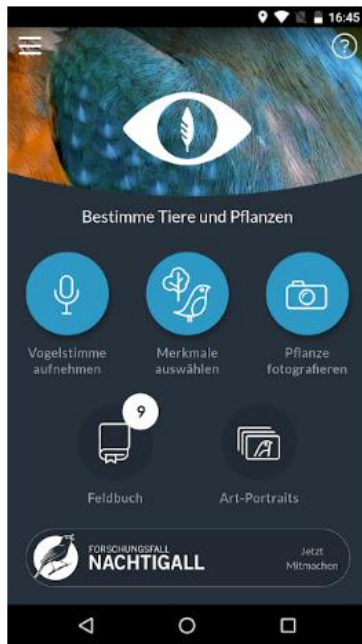 16:45
?
Bestimme Tiere und Pflanzen
Vogelstimme
aufnehmen
Merkmale
auswählen
Pflanze
fotografieren
9
Feldbuch
Art-Portraits
FORSCHUNGSFALL
NACHTIGALL
Jetzt
Mitmachen